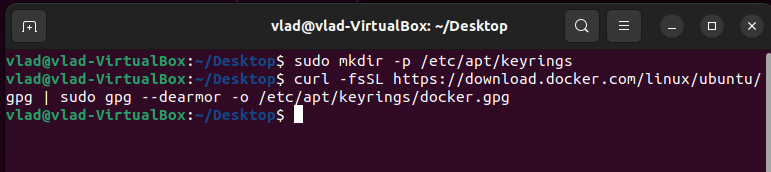 vlad@vlad-VirtualBox: ~/Desktop
vlad@vlad-VirtualBox:~/Desktop$ sudo mkdir -p /etc/apt/keyrings
vlad@vlad-VirtualBox:~/Desktop$ curl -fsSL https://download.docker.com/linux/ubuntu/
gpg | sudo gpg --dearmor -o /etc/apt/keyrings/docker.gpg
vlad@vlad-VirtualBox:~/Desktop$